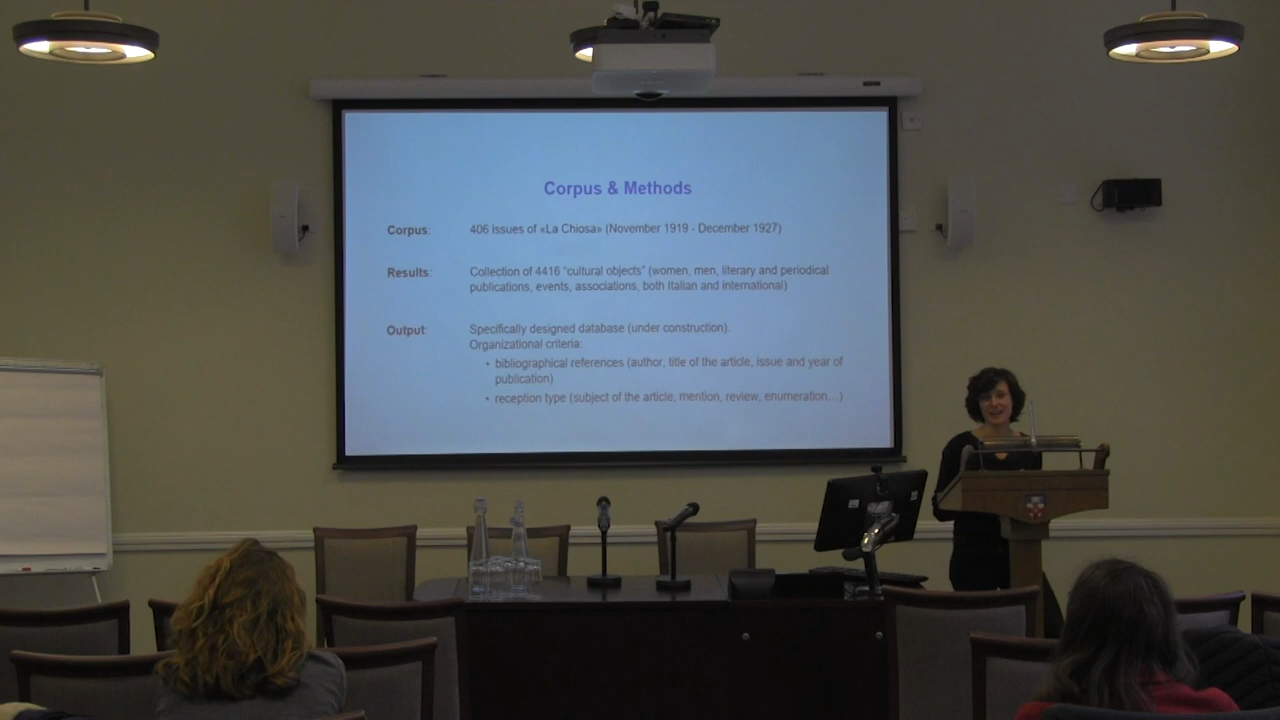 Corpus & Methods
Corpus: 406 issues of «La Chiosa» (November 1919 - December 1927)
Results: Collection of 4416 "cultural objects" (women, men, literary and periodical
publications, events, associations, both Italian and international)
Output: Specifically designed database (under construction).
Organizational criteria:
• bibliographical references (author, title of the article, issue and year of
publication)
• reception type (subject of the article, mention, review, enumeration...)